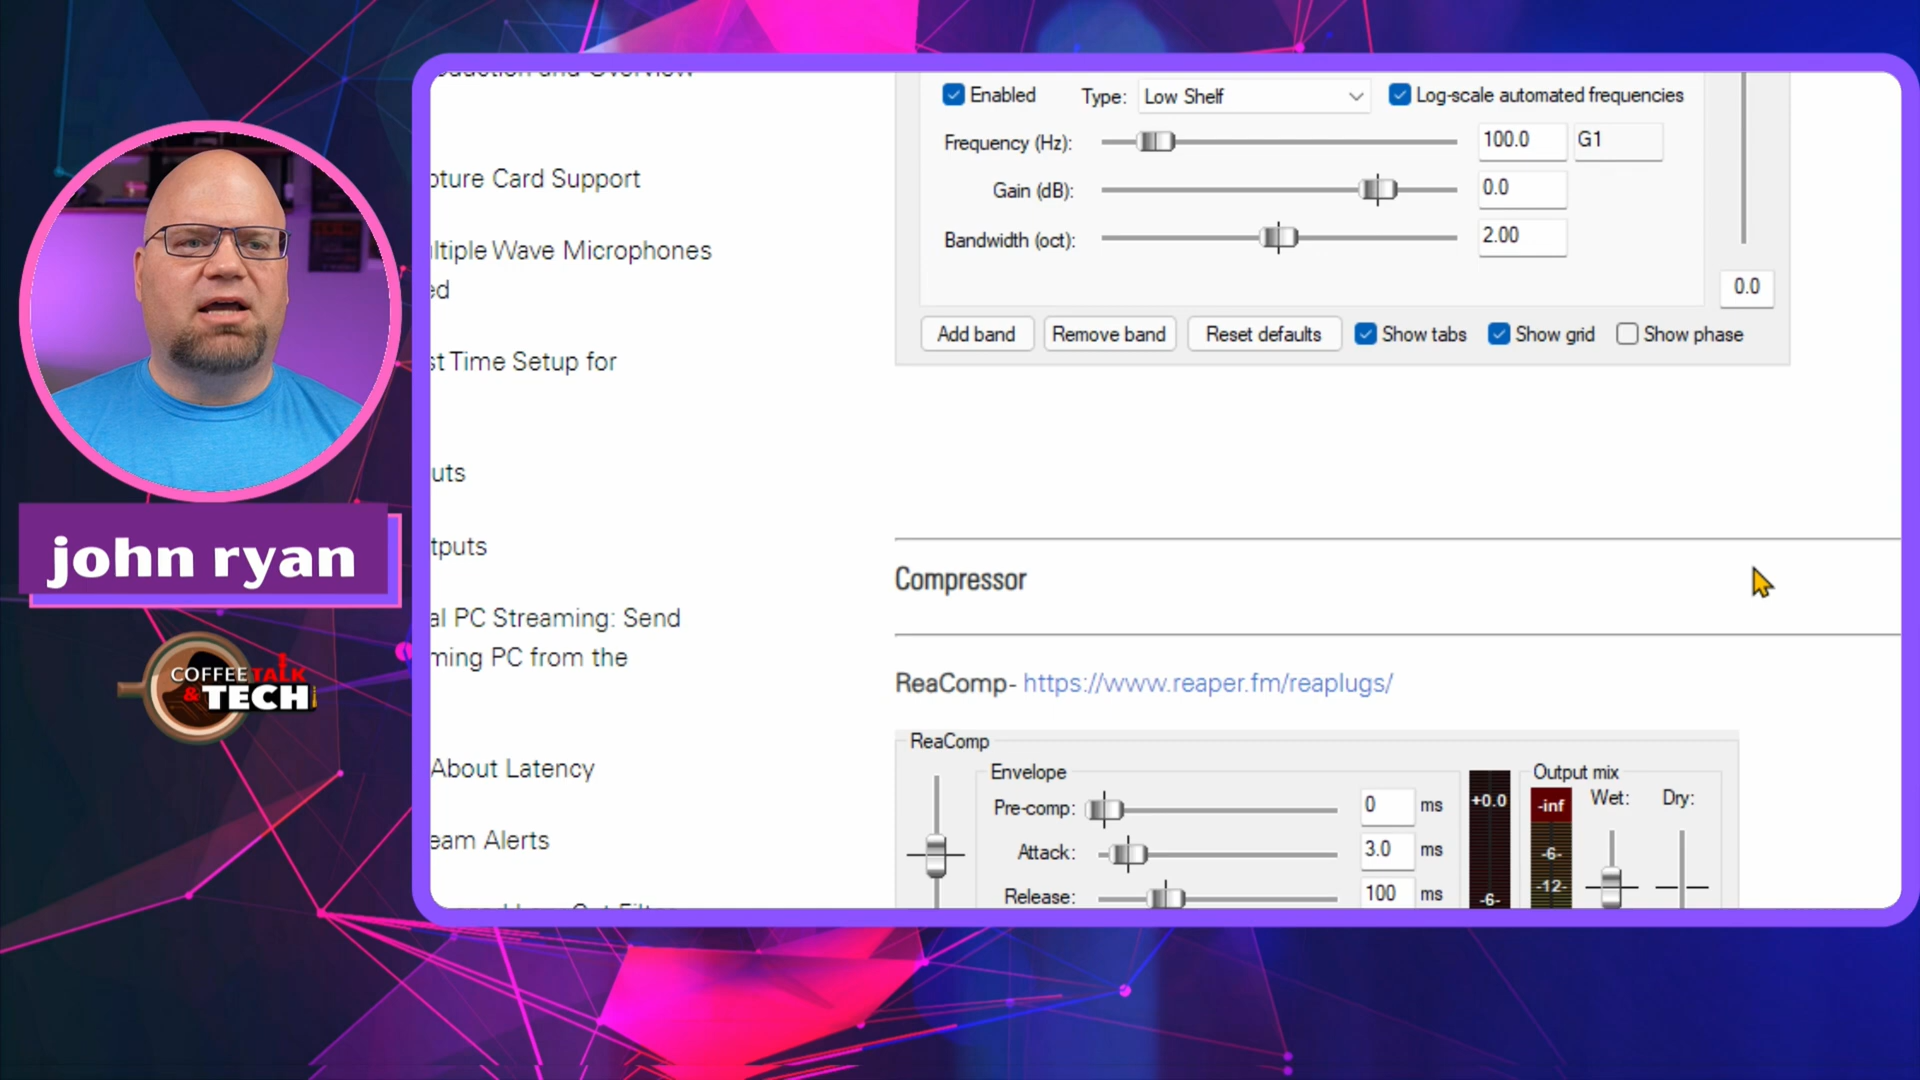 Enabled
Type: Low Shelf
Log-scale automated frequencies
Frequency (Hz): 100.0 G1
Gain (dB): 0.0
Bandwidth (oct): 2.00
0.0
Add band Remove band Reset defaults Show tabs Show grid Show phase
pture Card Support
ltiple Wave Microphones
ed
st Time Setup for
uts
tputs
al PC Streaming: Send
ming PC from the
About Latency
eam Alerts
Compressor
ReaComp- https://www.reaper.fm/reaplugs/
ReaComp
Envelope
Pre-comp: 0 ms
Attack: 3.0 ms
Release: 100 ms
+0.0
-6-
Output mix
Wet: Dry:
-inf
-6-
-12-
john ryan
COFFEE TALK
& TECH